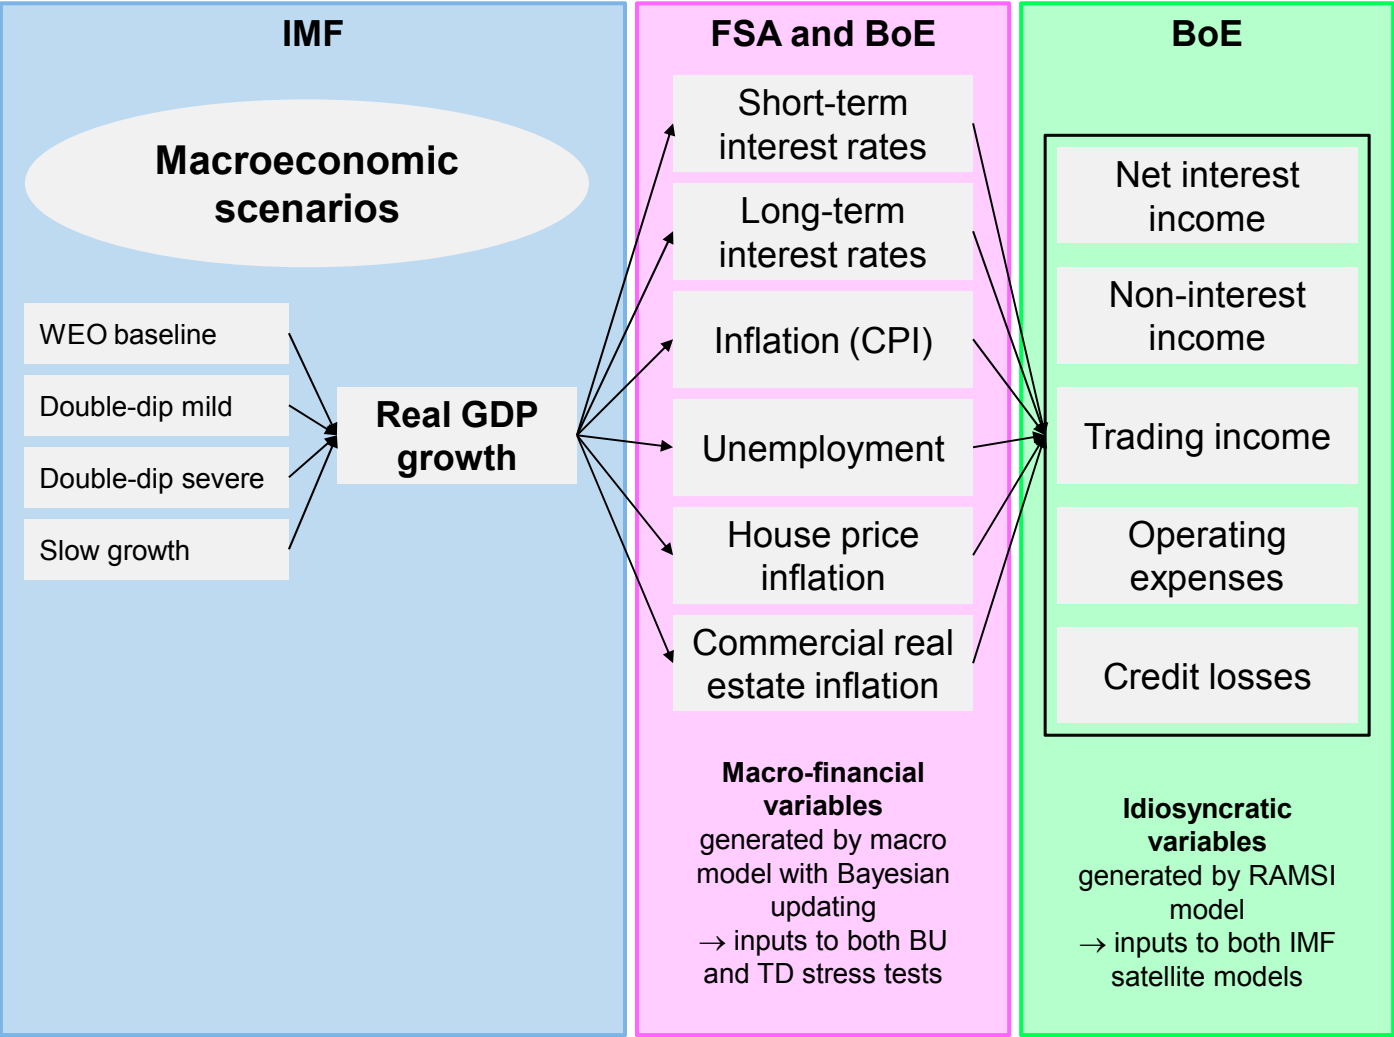 IMF
Macroeconomic
scenarios
WEO baseline
Double-dip mild
Double-dip severe
Slow growth
Real GDP
growth
FSA and BoE
Short-term
interest rates
Long-term
interest rates
Inflation (CPI)
Unemployment
House price
inflation
Commercial real
estate inflation
Macro-financial
variables
generated by macro
model with Bayesian
updating
→ inputs to both BU
and TD stress tests
BoE
Net interest
income
Non-interest
income
Trading income
Operating
expenses
Credit losses
Idiosyncratic
variables
generated by RAMSI
model
→ inputs to both IMF
satellite models